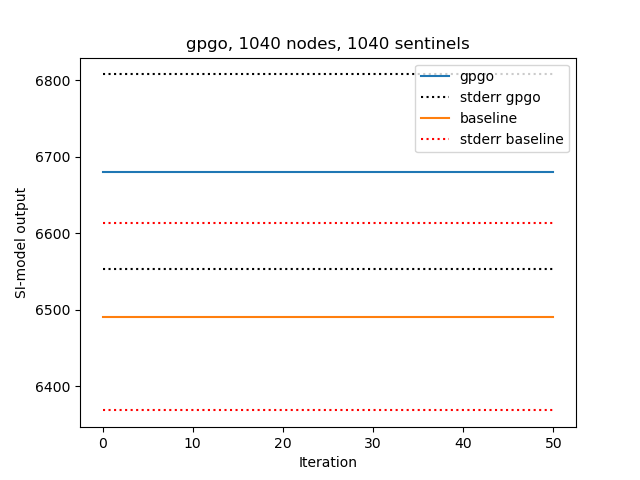 gpgo, 1040 nodes, 1040 sentinels
gpgo
stderr gpgo
baseline
stderr baseline
SI-model output
6800
6700
6600
6500
6400
0 10 20 30 40 50
Iteration